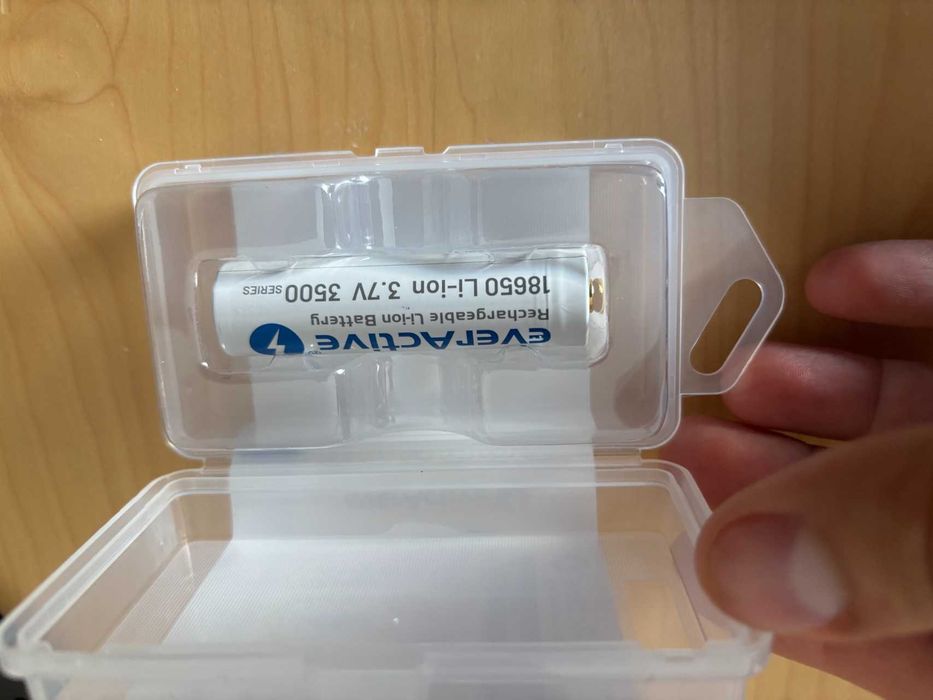 everActive
Rechargeable Li-ion Battery
18650 Li-ion 3.7V 3500 SERIES